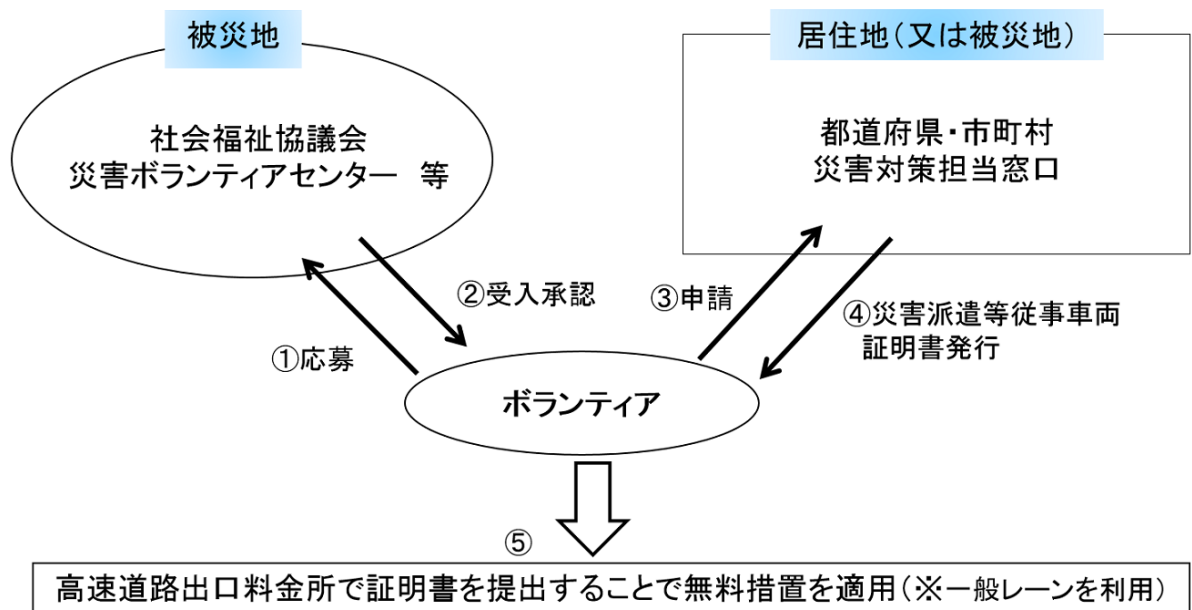 被災地
社会福祉協議会
災害ボランティアセンター 等
居住地（又は被災地）
都道府県・市町村
災害対策担当窓口
①応募
②受入承認
③申請
④災害派遣等従事車両
証明書発行
ボランティア
⑤
高速道路出口料金所で証明書を提出することで無料措置を適用（※一般レーンを利用）